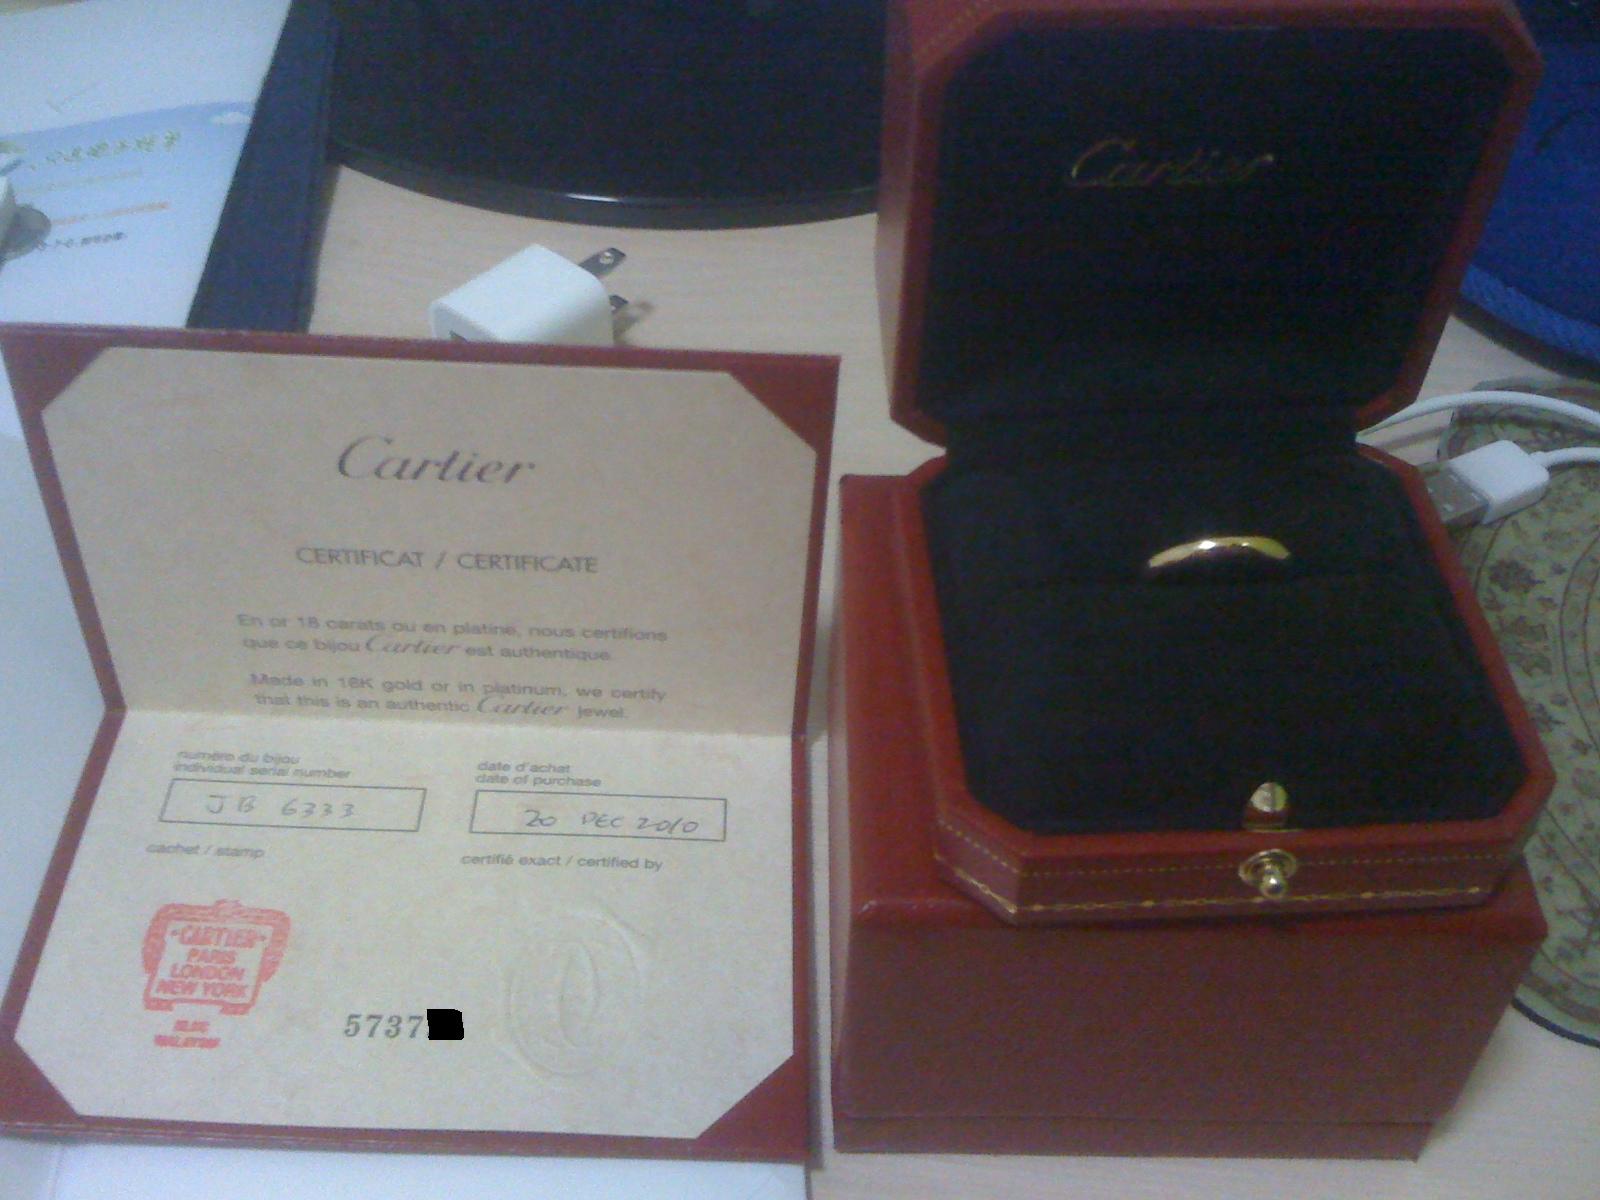 Cartier
Cartier
CERTIFICAT / CERTIFICATE
En or 18 carats ou en platine, nous certifions
que ce bijou Cartier est authentique.
Made in 18K gold or in platinum, we certify
that this is an authentic Cartier jewel.
numéro du bijou
individual serial number
JB 6333
date d'achat
date of purchase
20 DEC 2010
cachet / stamp
certifié exact / certified by
CARTIER
PARIS
LONDON
NEW YORK
MALAYSIA
5737